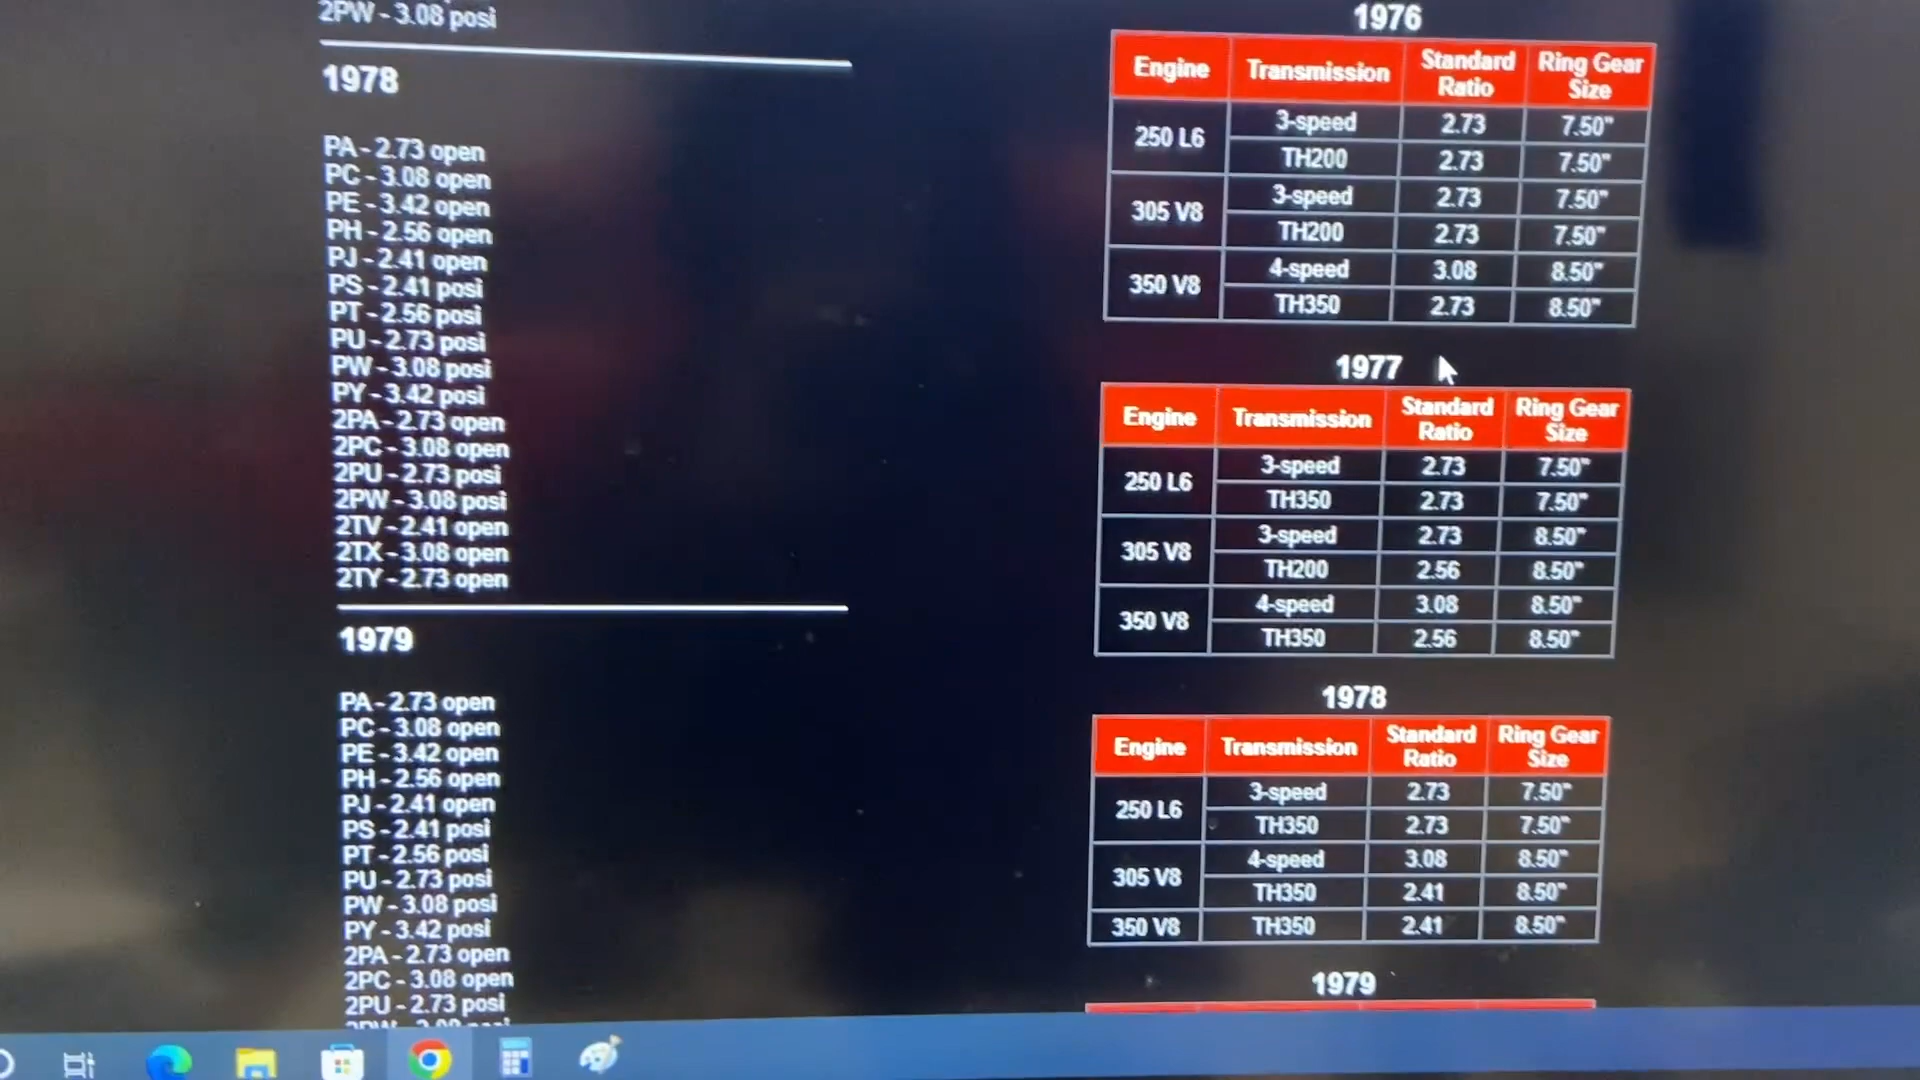 2PW - 3.08 posi
1978
PA - 2.73 open
PC - 3.08 open
PE - 3.42 open
PH - 2.56 open
PJ - 2.41 open
PS - 2.41 posi
PT - 2.56 posi
PU - 2.73 posi
PW - 3.08 posi
PY - 3.42 posi
2PA - 2.73 open
2PC - 3.08 open
2PU - 2.73 posi
2PW - 3.08 posi
2TV - 2.41 open
2TX - 3.08 open
2TY - 2.73 open
1979
PA - 2.73 open
PC - 3.08 open
PE - 3.42 open
PH - 2.56 open
PJ - 2.41 open
PS - 2.41 posi
PT - 2.56 posi
PU - 2.73 posi
PW - 3.08 posi
PY - 3.42 posi
2PA - 2.73 open
2PC - 3.08 open
2PU - 2.73 posi
1976
Engine Transmission Standard Ratio Ring Gear Size
250 L6 3-speed 2.73 7.50"
TH200 2.73 7.50"
305 V8 3-speed 2.73 7.50"
TH200 2.73 7.50"
350 V8 4-speed 3.08 8.50"
TH350 2.73 8.50"
1977
Engine Transmission Standard Ratio Ring Gear Size
250 L6 3-speed 2.73 7.50"
TH350 2.73 7.50"
305 V8 3-speed 2.73 8.50"
TH200 2.56 8.50"
350 V8 4-speed 3.08 8.50"
TH350 2.56 8.50"
1978
Engine Transmission Standard Ratio Ring Gear Size
250 L6 3-speed 2.73 7.50"
TH350 2.73 7.50"
305 V8 4-speed 3.08 8.50"
TH350 2.41 8.50"
350 V8 TH350 2.41 8.50"
1979